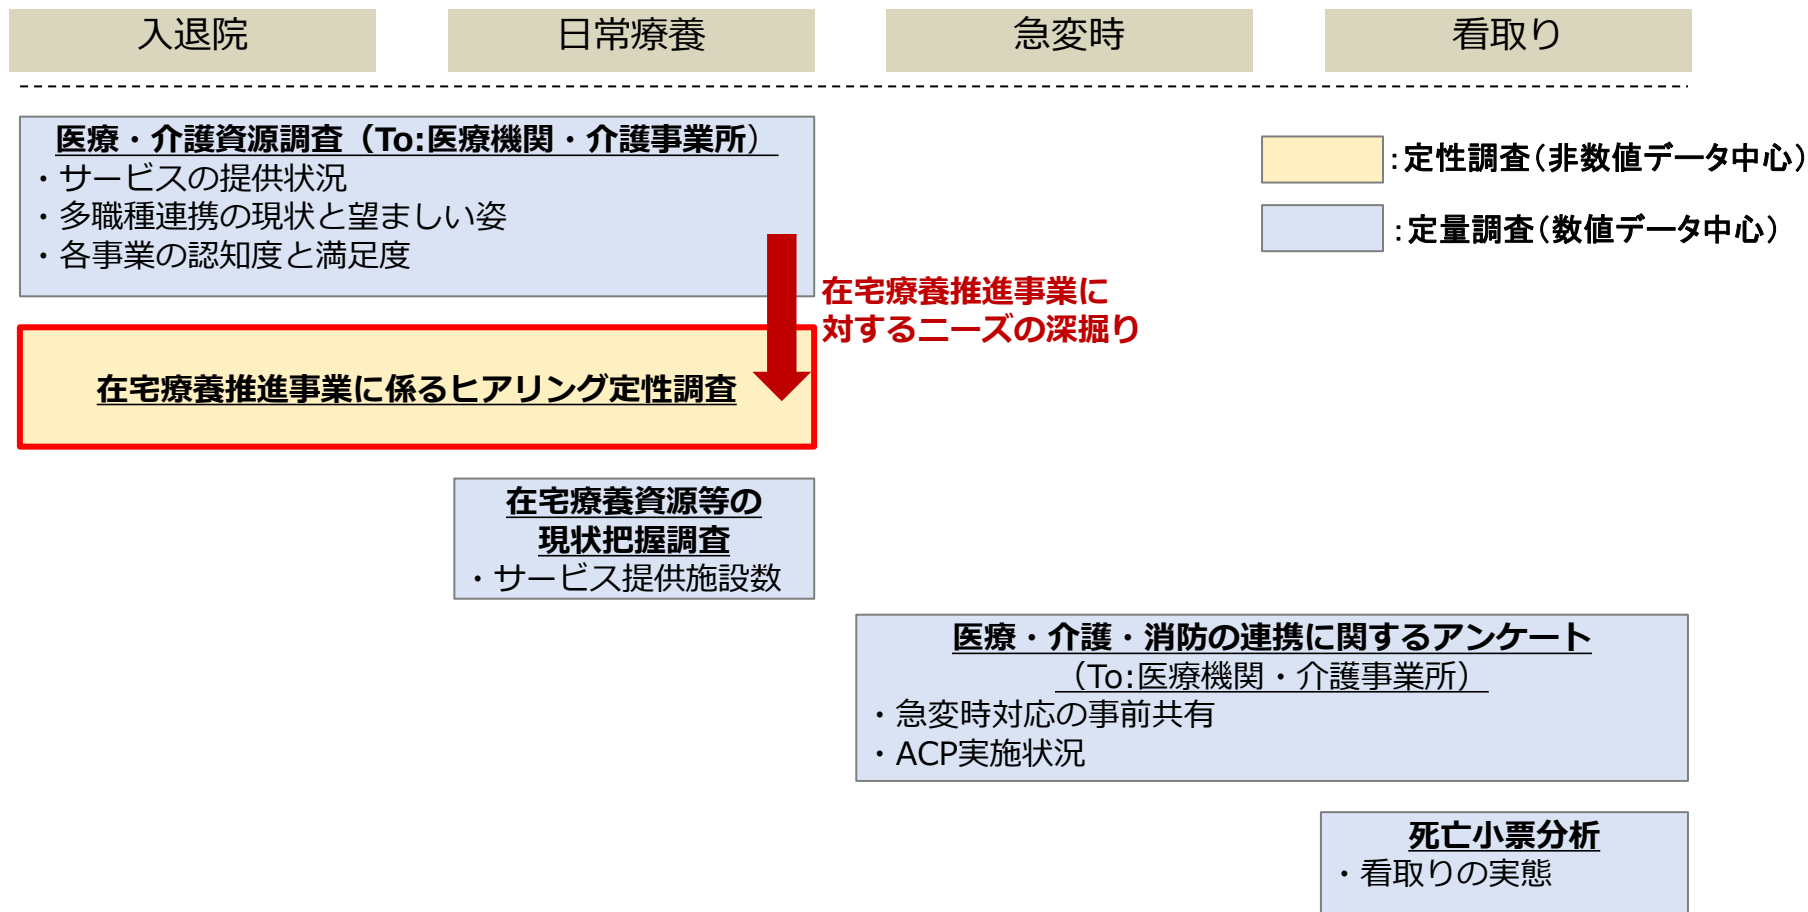 入退院
日常療養
急変時
看取り
医療・介護資源調査（To:医療機関・介護事業所）
・サービスの提供状況
・多職種連携の現状と望ましい姿
・各事業の認知度と満足度
：定性調査（非数値データ中心）
：定量調査（数値データ中心）
在宅療養推進事業に
対するニーズの深掘り
在宅療養推進事業に係るヒアリング定性調査
在宅療養資源等の
現状把握調査
・サービス提供施設数
医療・介護・消防の連携に関するアンケート
（To:医療機関・介護事業所）
・急変時対応の事前共有
・ACP実施状況
死亡小票分析
・看取りの実態